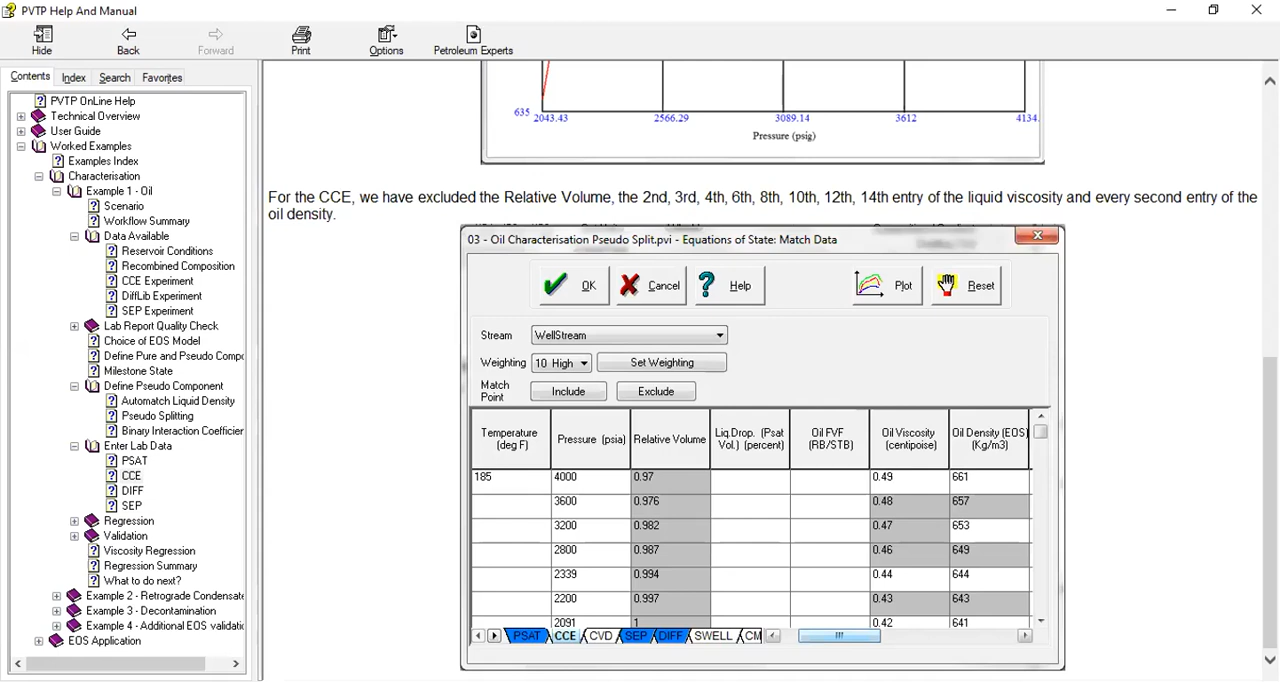 PVTP Help And Manual
Hide Back Forward Print Options Petroleum Experts
Contents Index Search Favorites
PVTP OnLine Help
Technical Overview
User Guide
Worked Examples
Examples Index
Characterisation
Example 1 - Oil
Scenario
Workflow Summary
Data Available
Reservoir Conditions
Recombined Composition
CCE Experiment
DiffLib Experiment
SEP Experiment
Lab Report Quality Check
Choice of EOS Model
Define Pure and Pseudo Compo
Milestone State
Define Pseudo Component
Automatch Liquid Density
Pseudo Splitting
Binary Interaction Coefficien
Enter Lab Data
PSAT
CCE
DIFF
SEP
Regression
Validation
Viscosity Regression
Regression Summary
What to do next?
Example 2 - Retrograde Condensate
Example 3 - Decontamination
Example 4 - Additional EOS validatio
EOS Application
635
2043.43 2566.29 3089.14 3612 4134.
Pressure (psig)
For the CCE, we have excluded the Relative Volume, the 2nd, 3rd, 4th, 6th, 8th, 10th, 12th, 14th entry of the liquid viscosity and every second entry of the
oil density.
03 - Oil Characterisation Pseudo Split.pvi - Equations of State: Match Data
OK Cancel Help Plot Reset
Stream WellStream
Weighting 10 High Set Weighting
Match Point Include Exclude
Temperature (deg F) Pressure (psia) Relative Volume Liq.Drop. (Psat Vol.) (percent) Oil FVF (RB/STB) Oil Viscosity (centipoise) Oil Density (EOS) (Kg/m3)
185 4000 0.97 0.49 661
3600 0.976 0.48 657
3200 0.982 0.47 653
2800 0.987 0.46 649
2339 0.994 0.44 644
2200 0.997 0.43 643
2091 1 0.42 641
PSAT CCE CVD SEP DIFF SWELL CM